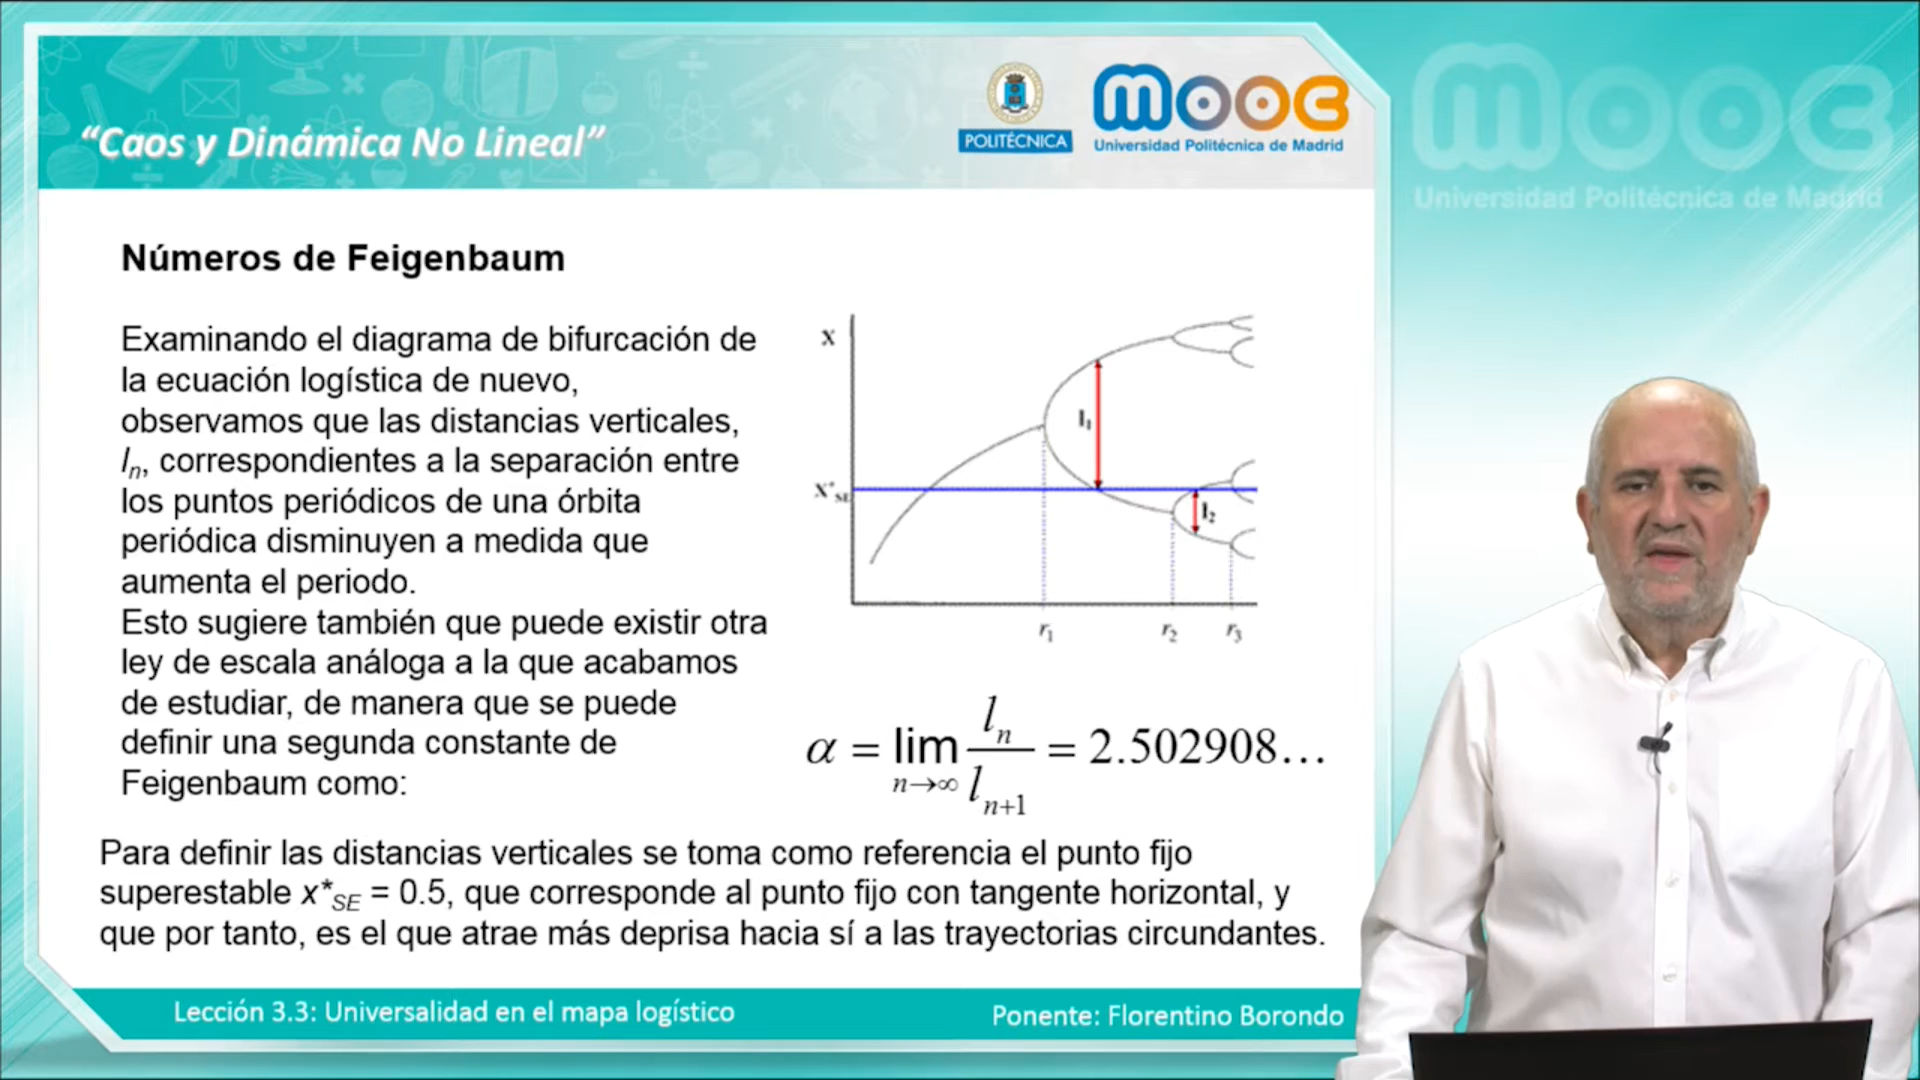 “Caos y Dinámica No Lineal”
POLITÉCNICA
mooc
Universidad Politécnica de Madrid
mooc
Universidad Politécnica de Madrid
Números de Feigenbaum
Examinando el diagrama de bifurcación de
la ecuación logística de nuevo,
observamos que las distancias verticales,
lₙ, correspondientes a la separación entre
los puntos periódicos de una órbita
periódica disminuyen a medida que
aumenta el periodo.
Esto sugiere también que puede existir otra
ley de escala análoga a la que acabamos
de estudiar, de manera que se puede
definir una segunda constante de
Feigenbaum como:
x
l₁
x*SE
l₂
r₁ r₂ r₃
α = lim n→∞ lₙ / lₙ₊₁ = 2.502908...
Para definir las distancias verticales se toma como referencia el punto fijo
superestable x*SE = 0.5, que corresponde al punto fijo con tangente horizontal, y
que por tanto, es el que atrae más deprisa hacia sí a las trayectorias circundantes.
Lección 3.3: Universalidad en el mapa logístico
Ponente: Florentino Borondo